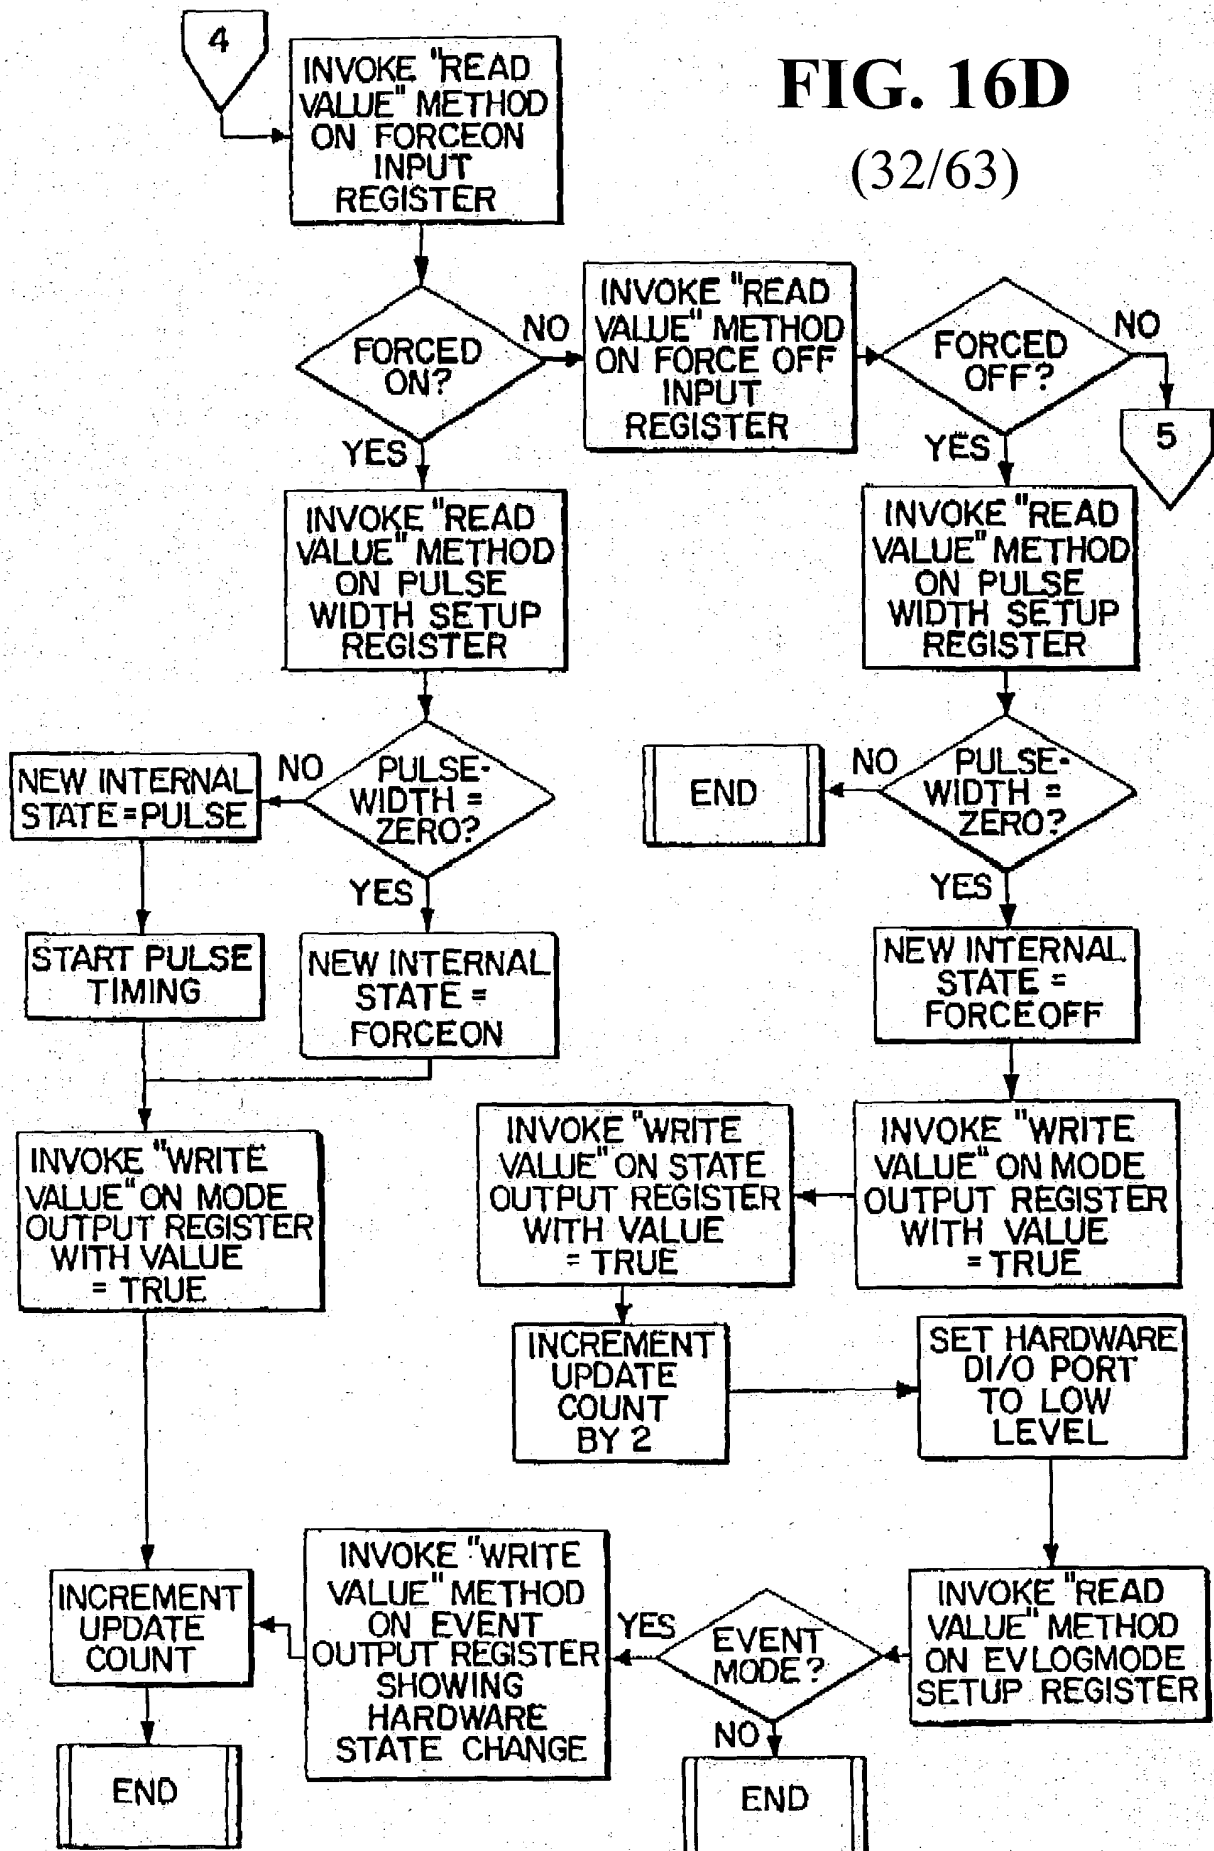 4
INVOKE "READ
VALUE" METHOD
ON FORCEON
INPUT
REGISTER
FIG. 16D
(32/63)
FORCED
ON?
NO
INVOKE "READ
VALUE" METHOD
ON FORCE OFF
INPUT
REGISTER
FORCED
OFF?
NO
5
YES
YES
INVOKE "READ
VALUE" METHOD
ON PULSE
WIDTH SETUP
REGISTER
INVOKE "READ
VALUE" METHOD
ON PULSE
WIDTH SETUP
REGISTER
NEW INTERNAL
STATE=PULSE
NO
PULSE-
WIDTH =
ZERO?
END
NO
PULSE-
WIDTH =
ZERO?
YES
YES
START PULSE
TIMING
NEW INTERNAL
STATE =
FORCEON
NEW INTERNAL
STATE =
FORCEOFF
INVOKE "WRITE
VALUE" ON MODE
OUTPUT REGISTER
WITH VALUE
= TRUE
INVOKE "WRITE
VALUE" ON STATE
OUTPUT REGISTER
WITH VALUE
= TRUE
INVOKE "WRITE
VALUE" ON MODE
OUTPUT REGISTER
WITH VALUE
= TRUE
INCREMENT
UPDATE
COUNT
BY 2
SET HARDWARE
DI/O PORT
TO LOW
LEVEL
INCREMENT
UPDATE
COUNT
INVOKE "WRITE
VALUE" METHOD
ON EVENT
OUTPUT REGISTER
SHOWING
HARDWARE
STATE CHANGE
YES
EVENT
MODE?
INVOKE "READ
VALUE" METHOD
ON EVLOGMODE
SETUP REGISTER
NO
END
END